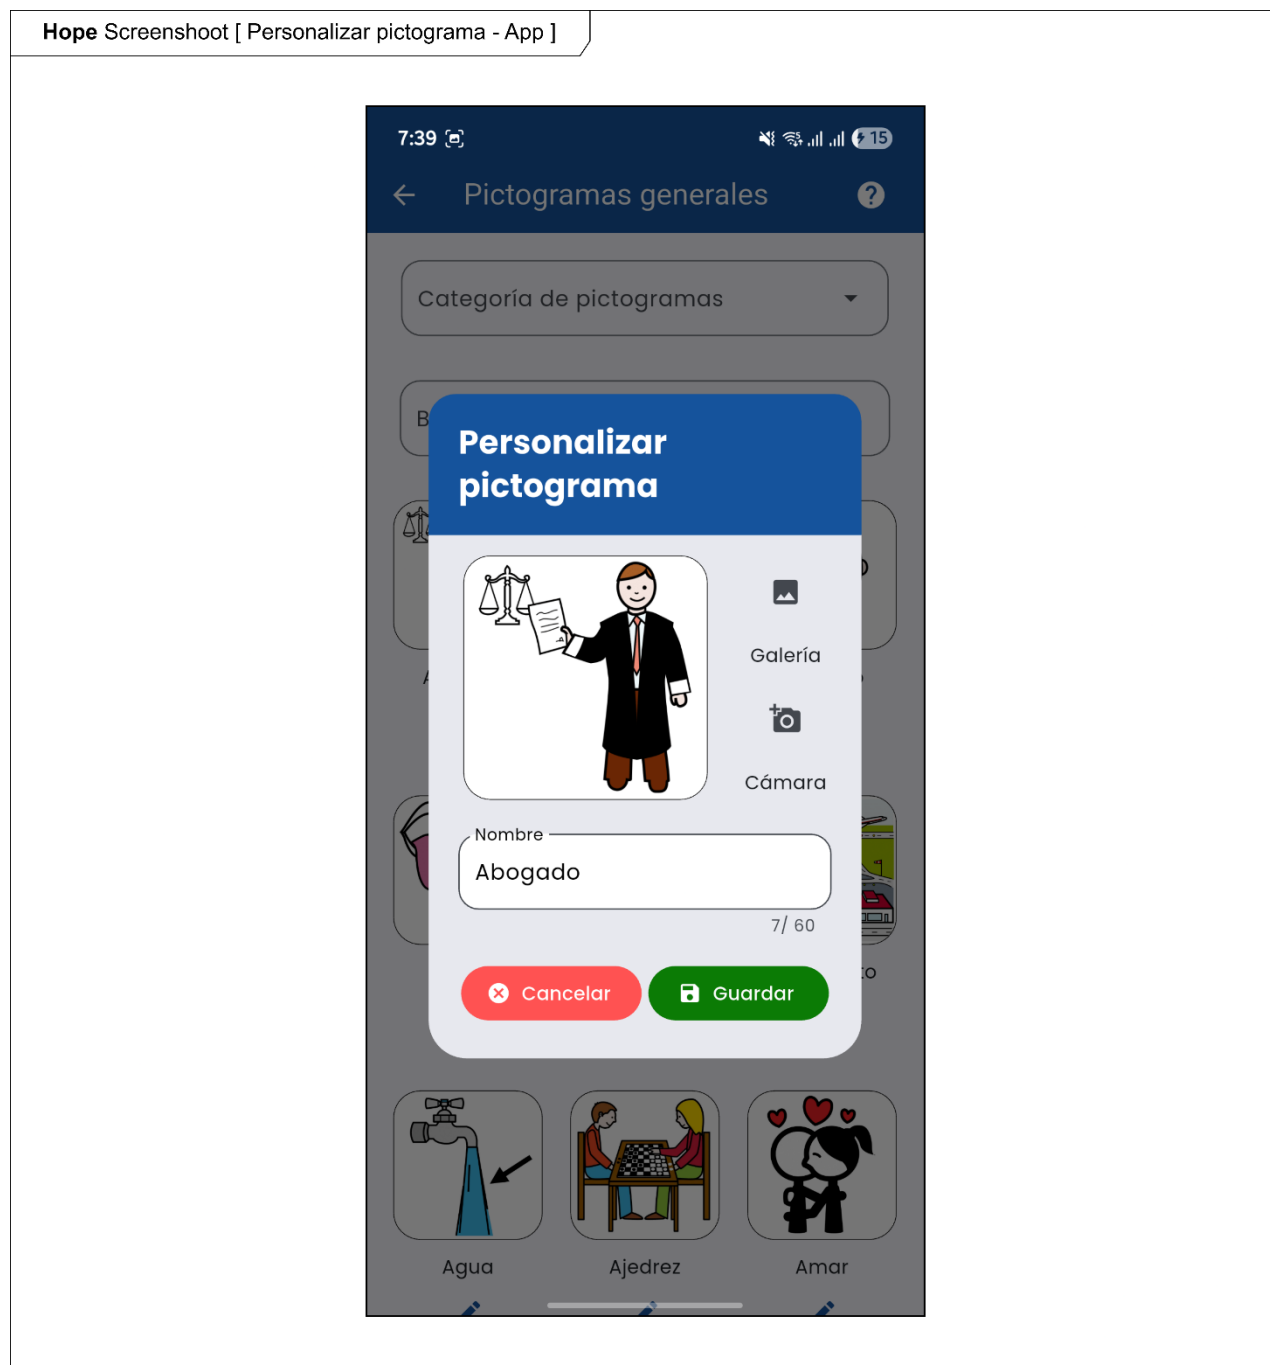 Hope Screenshoot [ Personalizar pictograma - App ]
7:39
15
Pictogramas generales
Categoría de pictogramas
B
Personalizar
pictograma
Galería
Cámara
Nombre
Abogado
7/ 60
Cancelar
Guardar
Agua
Ajedrez
Amar